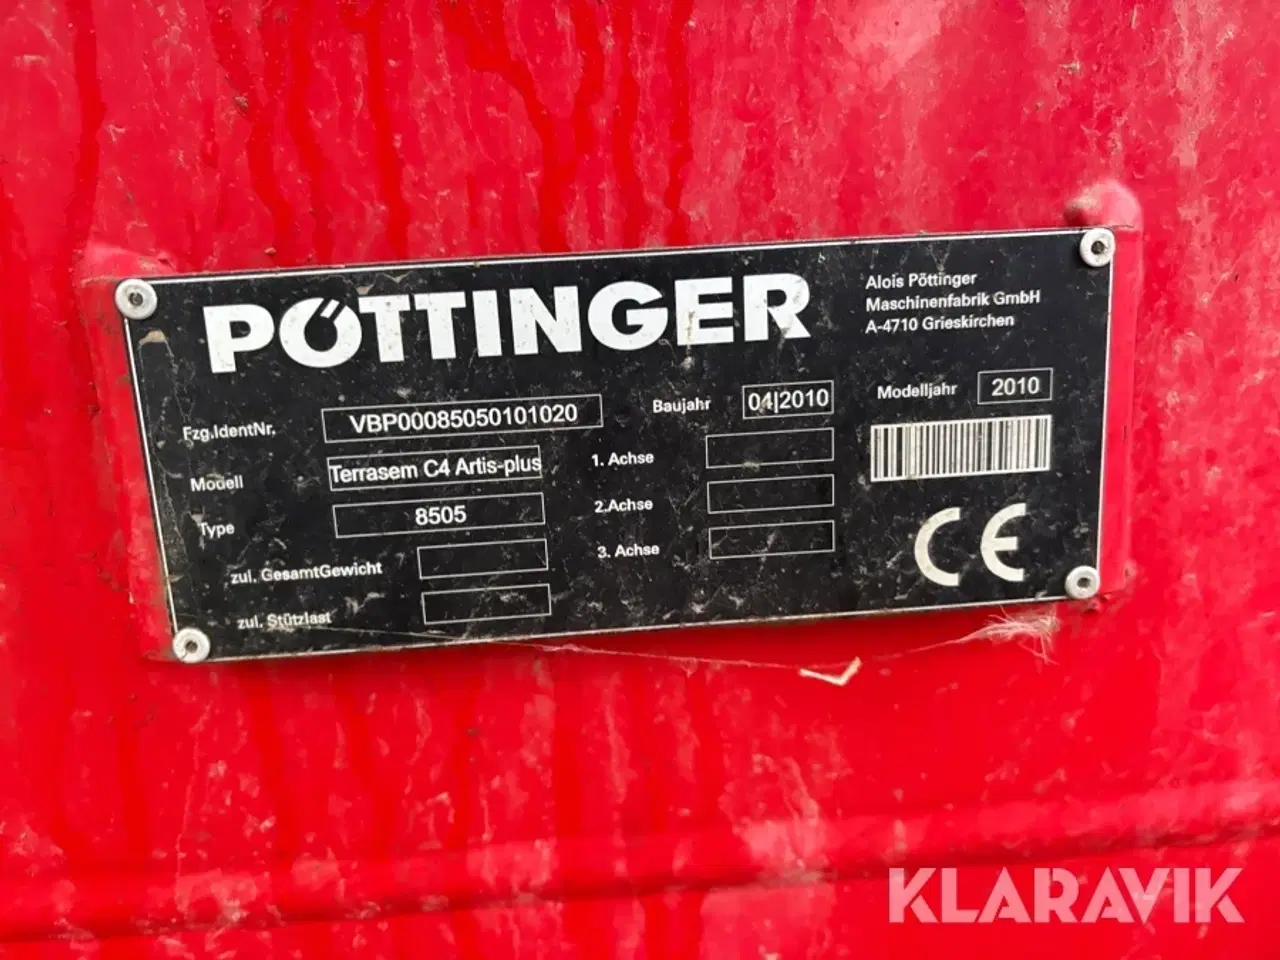 PÖTTINGER
Alois Pöttinger
Maschinenfabrik GmbH
A-4710 Grieskirchen
Fzg.IdentNr. VBP00085050101020 Baujahr 04|2010 Modelljahr 2010
Modell Terrasem C4 Artis-plus 1. Achse
Type 8505 2.Achse
zul. GesamtGewicht 3. Achse
zul. Stützlast
CE
KLARAVIK